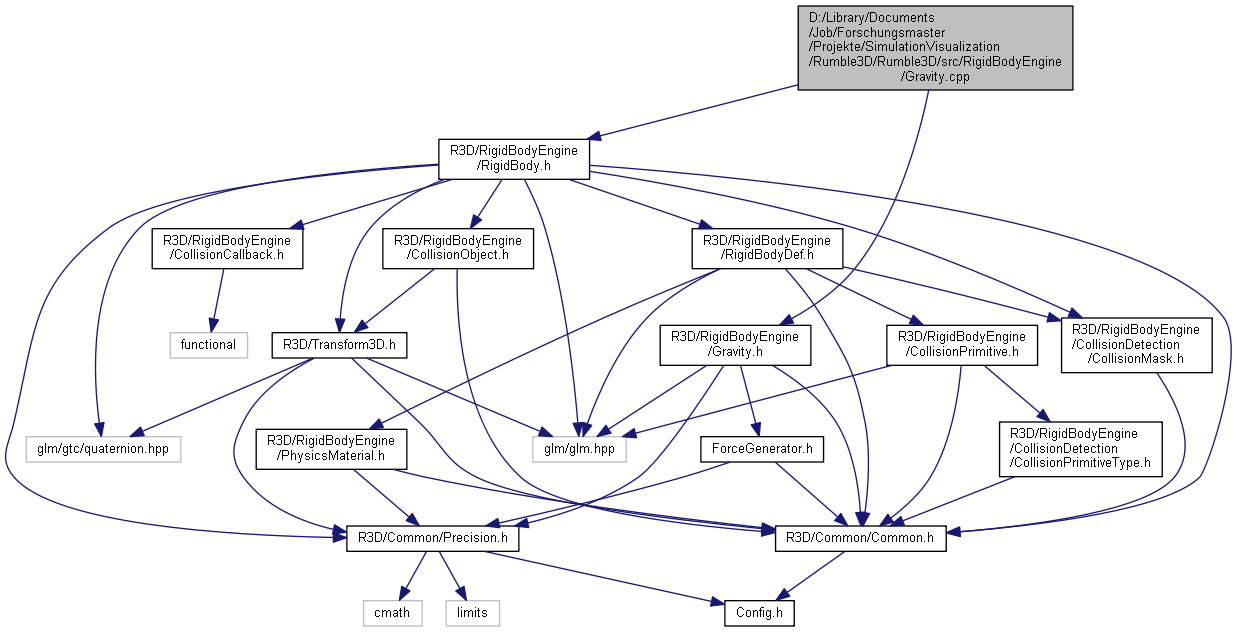 D:/Library/Documents
/Job/Forschungsmaster
/Projekte/SimulationVisualization
/Rumble3D/Rumble3D/src/RigidBodyEngine
/Gravity.cpp
R3D/RigidBodyEngine
/RigidBody.h
R3D/RigidBodyEngine
/CollisionCallback.h
R3D/RigidBodyEngine
/CollisionObject.h
R3D/RigidBodyEngine
/RigidBodyDef.h
functional
R3D/Transform3D.h
R3D/RigidBodyEngine
/Gravity.h
R3D/RigidBodyEngine
/CollisionPrimitive.h
R3D/RigidBodyEngine
/CollisionDetection
/CollisionMask.h
glm/gtc/quaternion.hpp
R3D/RigidBodyEngine
/PhysicsMaterial.h
glm/glm.hpp
ForceGenerator.h
R3D/RigidBodyEngine
/CollisionDetection
/CollisionPrimitiveType.h
R3D/Common/Precision.h
R3D/Common/Common.h
cmath
limits
Config.h